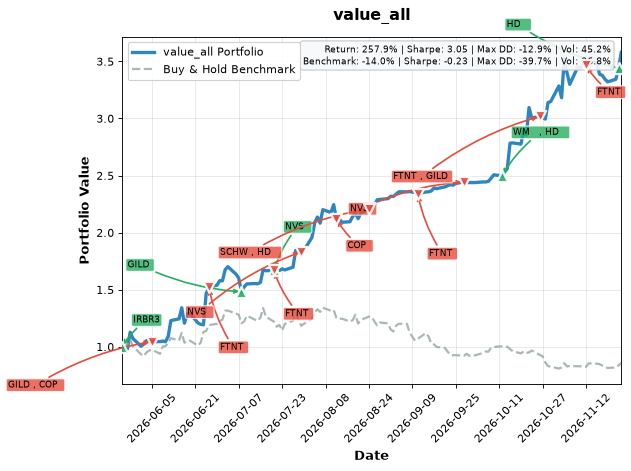 value_all
HD
value_all Portfolio
Buy & Hold Benchmark
Return: 257.9% | Sharpe: 3.05 | Max DD: -12.9% | Vol: 45.2%
Benchmark: -14.0% | Sharpe: -0.23 | Max DD: -39.7% | Vol:
3.5
FTNT
3.0
WM , HD
2.5
FTNT , GILD
NVS
2.0
NVS
COP
SCHW , HD
FTNT
GILD
1.5
NVS
FTNT
IRBR3
1.0
FTNT
GILD , COP
Portfolio Value
2026-06-05
2026-06-21
2026-07-07
2026-07-23
2026-08-08
2026-08-24
2026-09-09
2026-09-25
2026-10-11
2026-10-27
2026-11-12
Date